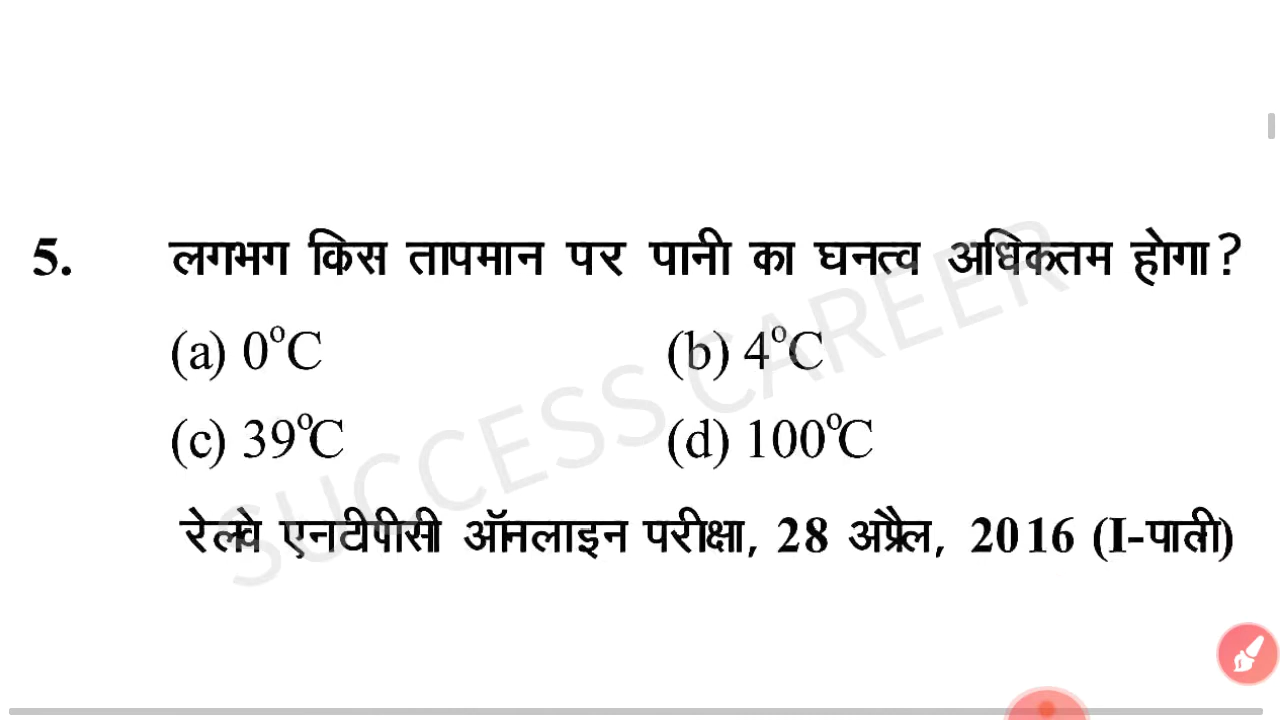 5. लगभग किस तापमान पर पानी का घनत्व अधिकतम होगा?
(a) 0°C (b) 4°C
(c) 39°C (d) 100°C
रेलवे एनटीपीसी ऑनलाइन परीक्षा, 28 अप्रैल, 2016 (I-पाली)
SUCCESS CAREER